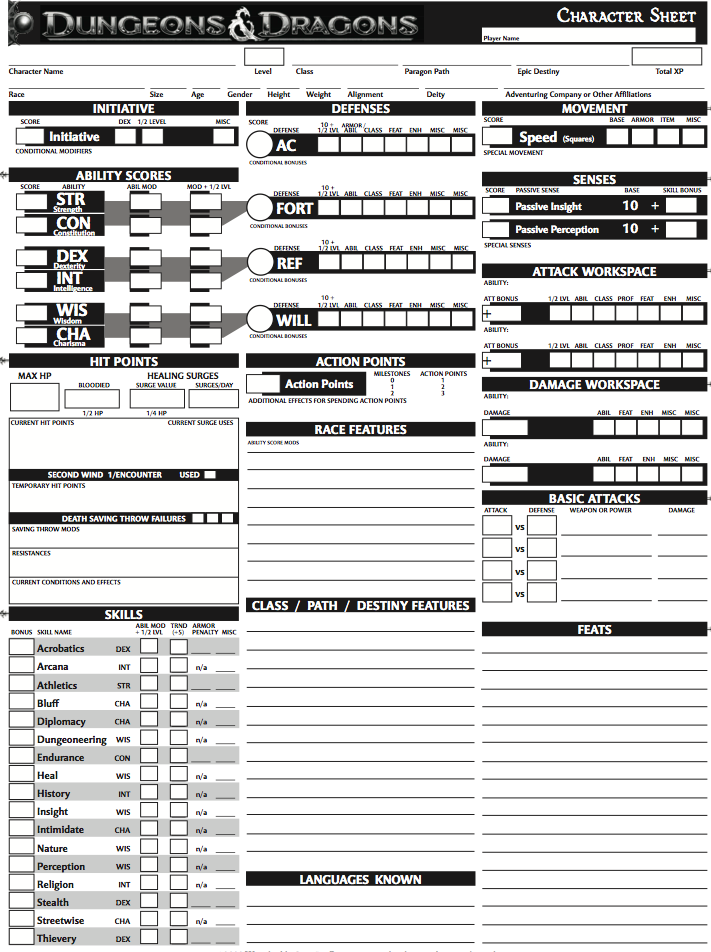 DUNGEONS & DRAGONS
CHARACTER SHEET
Player Name
Character Name
Level
Class
Paragon Path
Epic Destiny
Total XP
Race
Size
Age
Gender
Height
Weight
Alignment
Deity
Adventuring Company or Other Affiliations
INITIATIVE
SCORE
DEX
1/2 LEVEL
MISC
Initiative
CONDITIONAL MODIFIERS
ABILITY SCORES
SCORE
ABILITY
ABIL MOD
MOD + 1/2 LVL
STR
Strength
CON
Constitution
DEX
Dexterity
INT
Intelligence
WIS
Wisdom
CHA
Charisma
HIT POINTS
MAX HP
HEALING SURGES
BLOODIED
SURGE VALUE
SURGES/DAY
1/2 HP
1/4 HP
CURRENT HIT POINTS
CURRENT SURGE USES
SECOND WIND 1/ENCOUNTER USED
TEMPORARY HIT POINTS
DEATH SAVING THROW FAILURES
SAVING THROW MODS
RESISTANCES
CURRENT CONDITIONS AND EFFECTS
SKILLS
BONUS SKILL NAME
ABIL MOD + 1/2 LVL
TRND (+5)
ARMOR PENALTY
MISC
Acrobatics DEX
Arcana INT n/a
Athletics STR
Bluff CHA n/a
Diplomacy CHA n/a
Dungeoneering WIS n/a
Endurance CON
Heal WIS n/a
History INT n/a
Insight WIS n/a
Intimidate CHA n/a
Nature WIS n/a
Perception WIS n/a
Religion INT n/a
Stealth DEX
Streetwise CHA n/a
Thievery DEX
DEFENSES
SCORE
DEFENSE
10 + 1/2 LVL
ARMOR / ABIL
CLASS FEAT ENH MISC MISC
AC
CONDITIONAL BONUSES
DEFENSE
10 + 1/2 LVL
ABIL CLASS FEAT ENH MISC MISC
FORT
CONDITIONAL BONUSES
DEFENSE
10 + 1/2 LVL
ABIL CLASS FEAT ENH MISC MISC
REF
CONDITIONAL BONUSES
DEFENSE
10 + 1/2 LVL
ABIL CLASS FEAT ENH MISC MISC
WILL
CONDITIONAL BONUSES
ACTION POINTS
Action Points
MILESTONES ACTION POINTS
0 1
1 2
2 3
ADDITIONAL EFFECTS FOR SPENDING ACTION POINTS
RACE FEATURES
ABILITY SCORE MODS
CLASS / PATH / DESTINY FEATURES
LANGUAGES KNOWN
MOVEMENT
SCORE
BASE ARMOR ITEM MISC
Speed (Squares)
SPECIAL MOVEMENT
SENSES
SCORE PASSIVE SENSE BASE SKILL BONUS
Passive Insight 10 +
Passive Perception 10 +
SPECIAL SENSES
ATTACK WORKSPACE
ABILITY:
ATT BONUS 1/2 LVL ABIL CLASS PROF FEAT ENH MISC
+
ABILITY:
ATT BONUS 1/2 LVL ABIL CLASS PROF FEAT ENH MISC
+
DAMAGE WORKSPACE
ABILITY:
DAMAGE ABIL FEAT ENH MISC MISC
ABILITY:
DAMAGE ABIL FEAT ENH MISC MISC
BASIC ATTACKS
ATTACK DEFENSE WEAPON OR POWER DAMAGE
vs
vs
vs
vs
FEATS